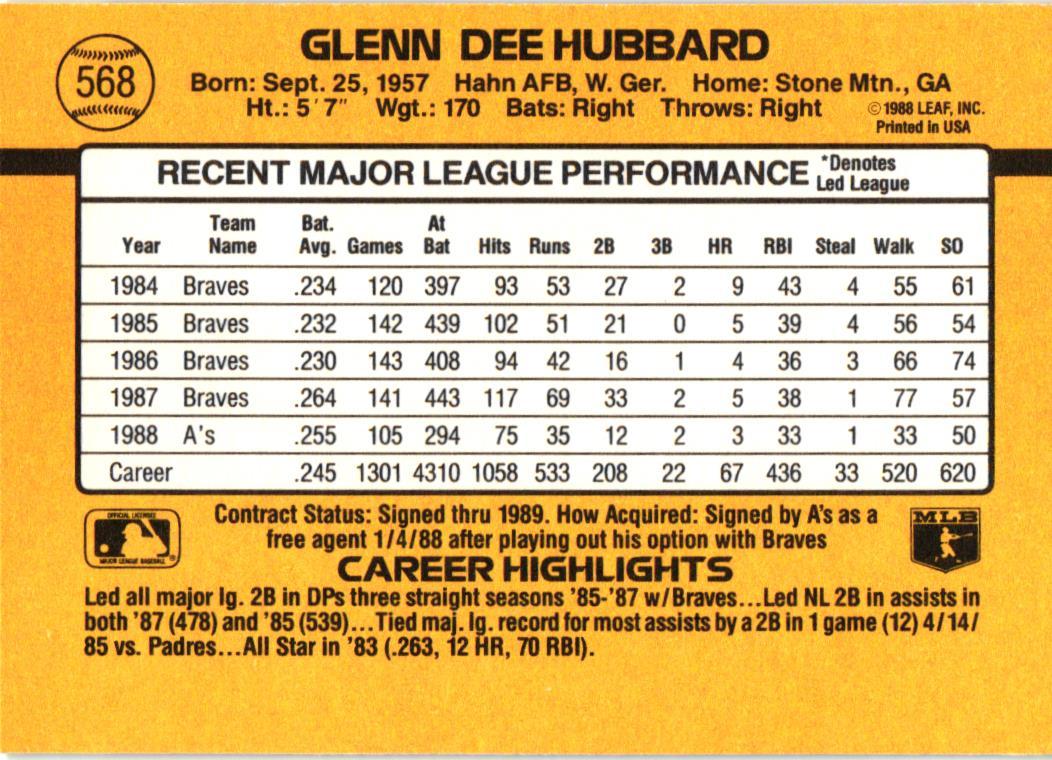 GLENN DEE HUBBARD
568
Born: Sept. 25, 1957 Hahn AFB, W. Ger. Home: Stone Mtn., GA
Ht.: 5'7" Wgt.: 170 Bats: Right Throws: Right ©1988 LEAF, INC.
Printed in USA
RECENT MAJOR LEAGUE PERFORMANCE *Denotes
Led League
Year Team Name Bat. Avg. Games At Bat Hits Runs 2B 3B HR RBI Steal Walk SO
1984 Braves .234 120 397 93 53 27 2 9 43 4 55 61
1985 Braves .232 142 439 102 51 21 0 5 39 4 56 54
1986 Braves .230 143 408 94 42 16 1 4 36 3 66 74
1987 Braves .264 141 443 117 69 33 2 5 38 1 77 57
1988 A's .255 105 294 75 35 12 2 3 33 1 33 50
Career .245 1301 4310 1058 533 208 22 67 436 33 520 620
OFFICIAL LICENSEE
MAJOR LEAGUE BASEBALL
®
Contract Status: Signed thru 1989. How Acquired: Signed by A's as a
free agent 1/4/88 after playing out his option with Braves
MLB
CAREER HIGHLIGHTS
Led all major lg. 2B in DPs three straight seasons '85-'87 w/Braves...Led NL 2B in assists in
both '87 (478) and '85 (539)...Tied maj. lg. record for most assists by a 2B in 1 game (12) 4/14/
85 vs. Padres...All Star in '83 (.263, 12 HR, 70 RBI).